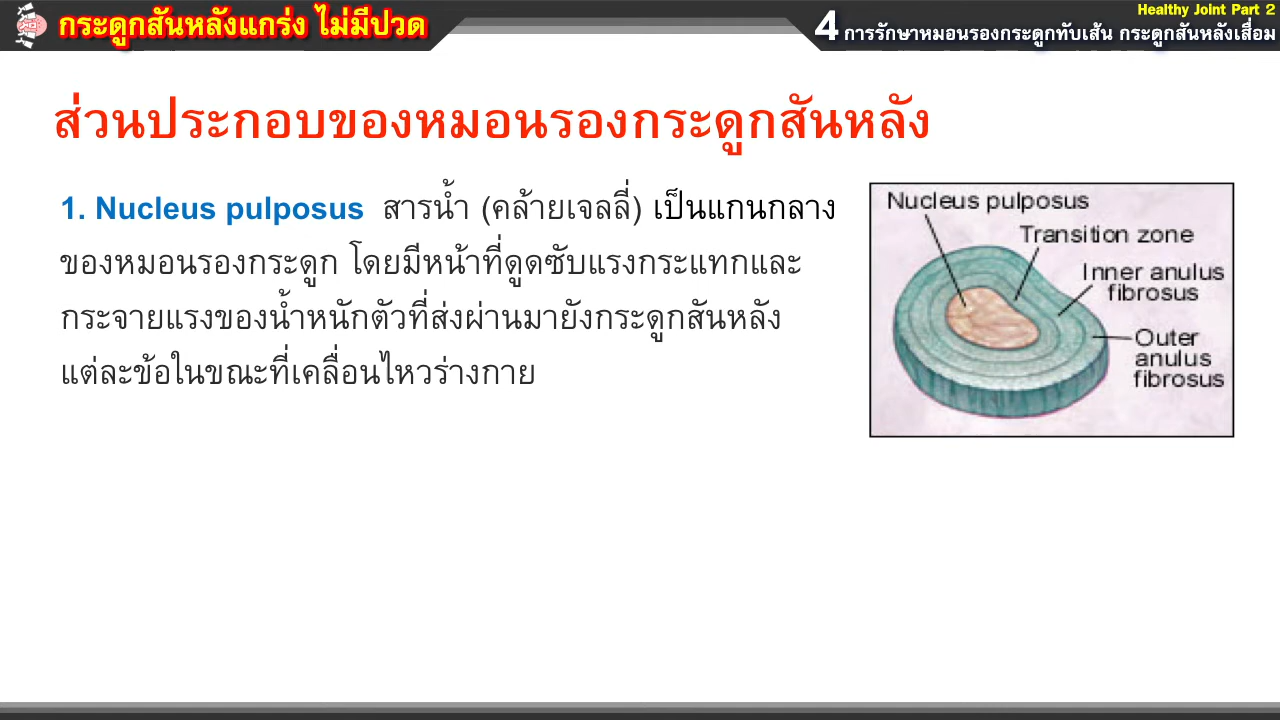 กระดูกสันหลังแกร่ง ไม่มีปวด
Healthy Joint Part 2
4 การรักษาหมอนรองกระดูกทับเส้น กระดูกสันหลังเสื่อม
ส่วนประกอบของหมอนรองกระดูกสันหลัง
1. Nucleus pulposus สารน้ำ (คล้ายเจลลี่) เป็นแกนกลาง
ของหมอนรองกระดูก โดยมีหน้าที่ดูดซับแรงกระแทกและ
กระจายแรงของน้ำหนักตัวที่ส่งผ่านมายังกระดูกสันหลัง
แต่ละข้อในขณะที่เคลื่อนไหวร่างกาย
Nucleus pulposus
Transition zone
Inner anulus
fibrosus
Outer
anulus
fibrosus